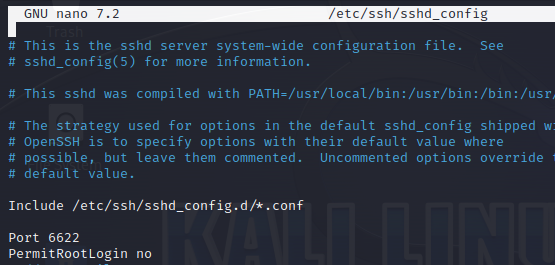 GNU nano 7.2 /etc/ssh/sshd_config
Trash
# This is the sshd server system-wide configuration file.  See
# sshd_config(5) for more information.
# This sshd was compiled with PATH=/usr/local/bin:/usr/bin:/bin:/usr/
# The strategy used for options in the default sshd_config shipped wi
# OpenSSH is to specify options with their default value where
# possible, but leave them commented.  Uncommented options override t
# default value.
Include /etc/ssh/sshd_config.d/*.conf
Port 6622
PermitRootLogin no
KALI LINU